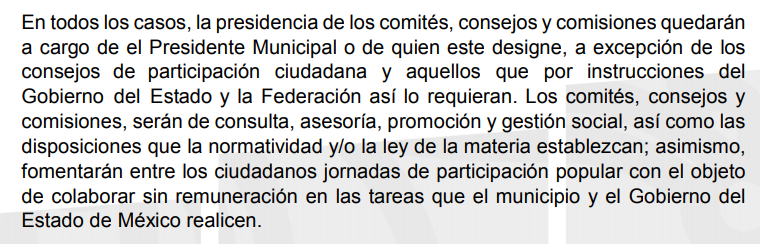 En todos los casos, la presidencia de los comités, consejos y comisiones quedarán
a cargo de el Presidente Municipal o de quien este designe, a excepción de los
consejos de participación ciudadana y aquellos que por instrucciones del
Gobierno del Estado y la Federación así lo requieran. Los comités, consejos y
comisiones, serán de consulta, asesoría, promoción y gestión social, así como las
disposiciones que la normatividad y/o la ley de la materia establezcan; asimismo,
fomentarán entre los ciudadanos jornadas de participación popular con el objeto
de colaborar sin remuneración en las tareas que el municipio y el Gobierno del
Estado de México realicen.